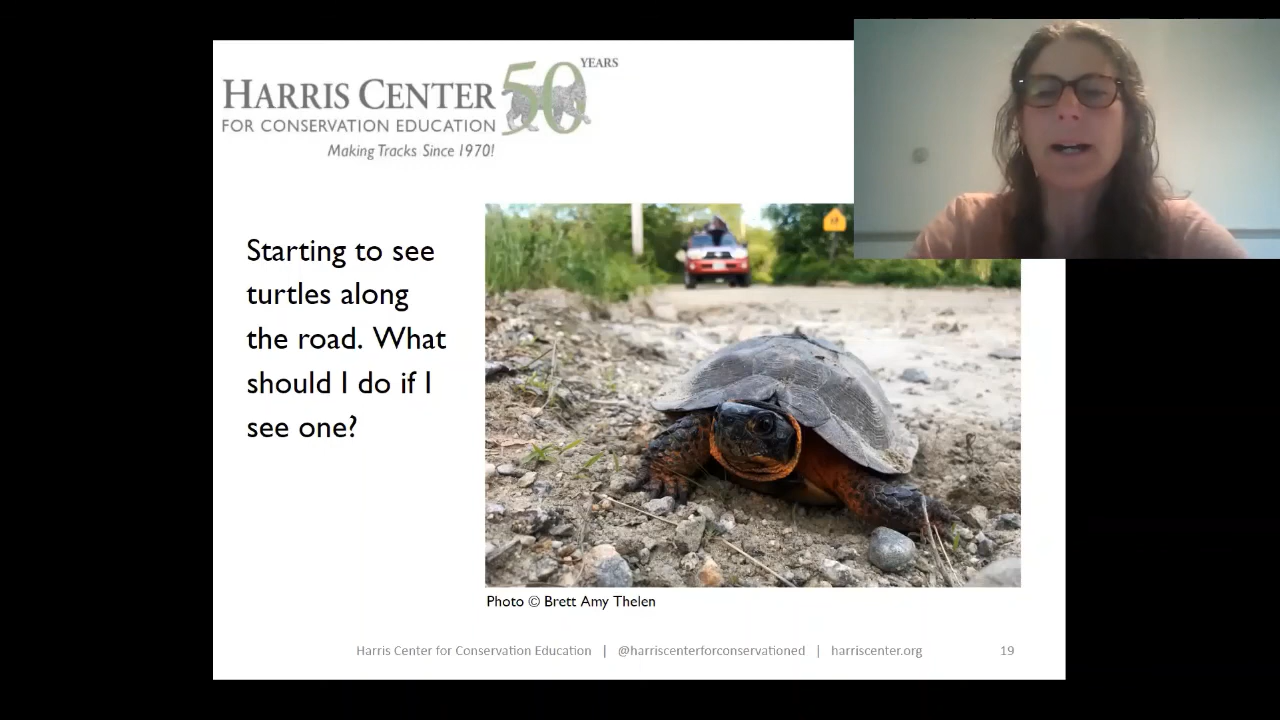 HARRIS CENTER 50 YEARS
FOR CONSERVATION EDUCATION
Making Tracks Since 1970!
Starting to see
turtles along
the road. What
should I do if I
see one?
Photo © Brett Amy Thelen
Harris Center for Conservation Education | @harriscenterforconservationed | harriscenter.org 19